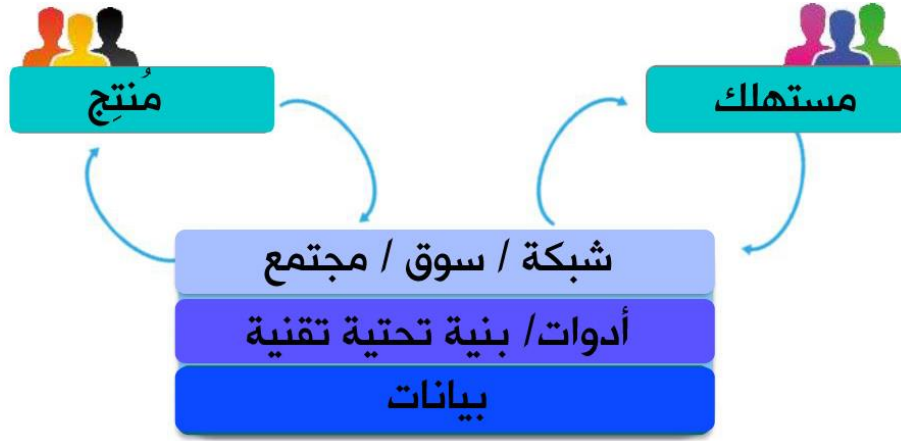 مستهلك
مُنتِج
شبكة / سوق / مجتمع
أدوات/ بنية تحتية تقنية
بيانات